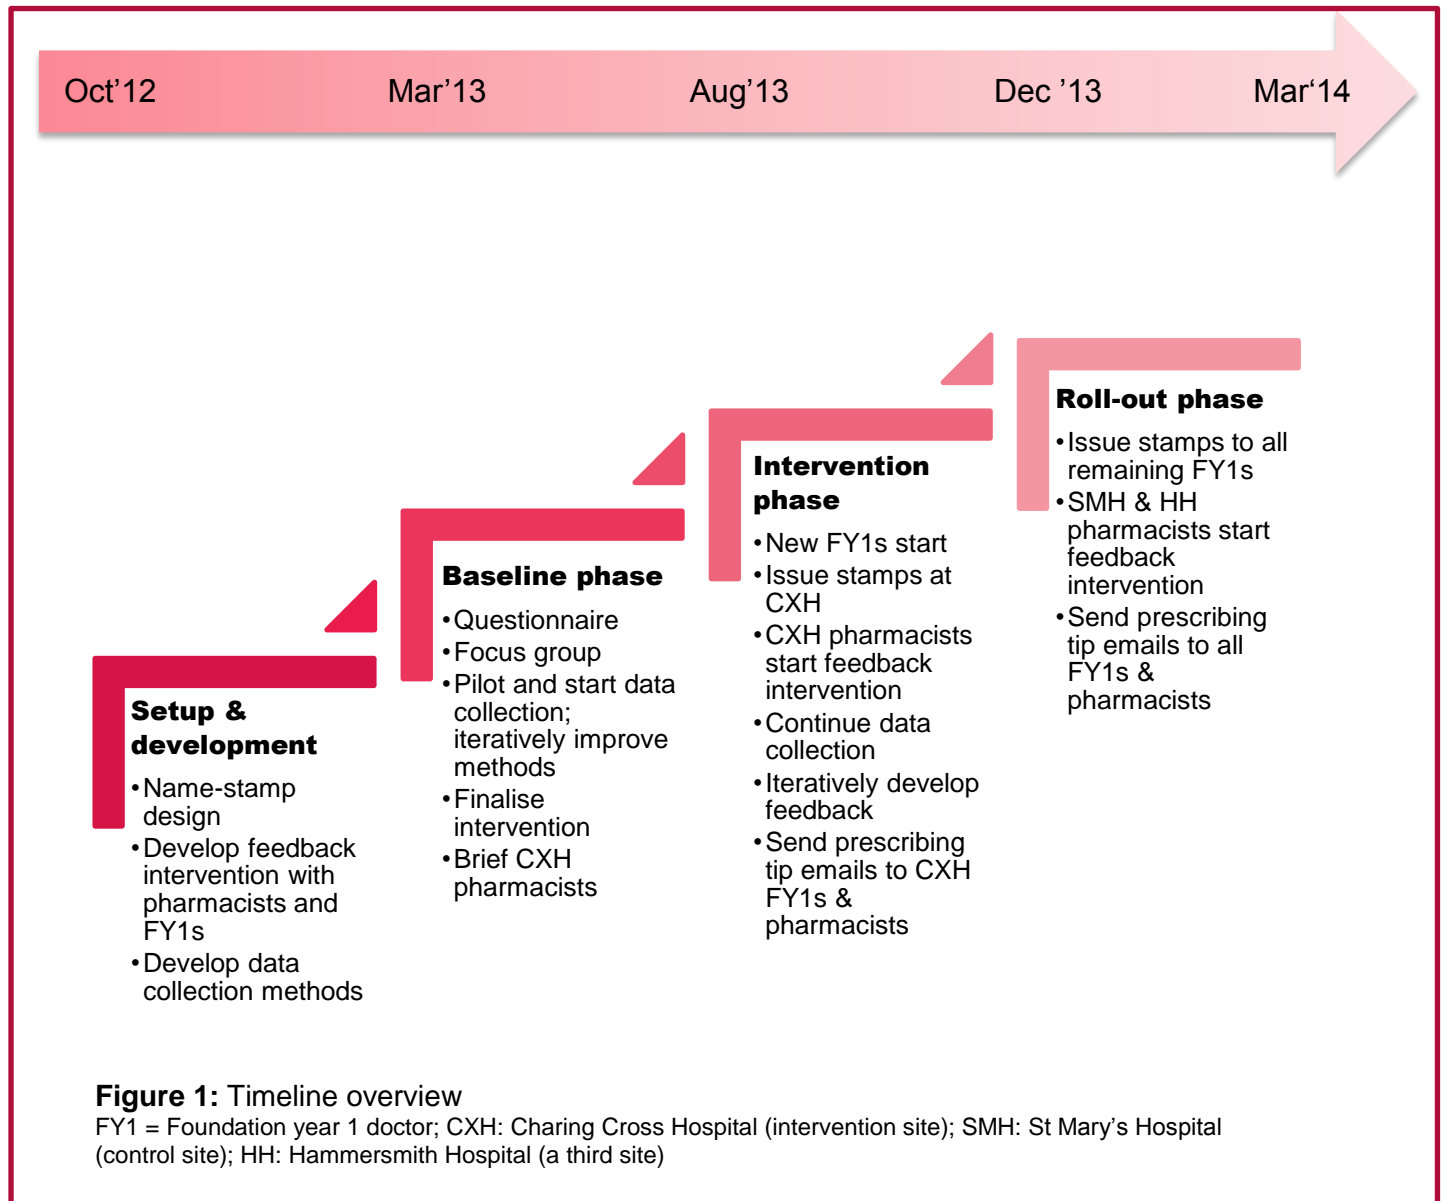 Oct’12 Mar’13 Aug’13 Dec ’13 Mar‘14
Setup &
development
•Name-stamp
design
•Develop feedback
intervention with
pharmacists and
FY1s
•Develop data
collection methods
Baseline phase
•Questionnaire
•Focus group
•Pilot and start data
collection;
iteratively improve
methods
•Finalise
intervention
•Brief CXH
pharmacists
Intervention
phase
•New FY1s start
•Issue stamps at
CXH
•CXH pharmacists
start feedback
intervention
•Continue data
collection
•Iteratively develop
feedback
•Send prescribing
tip emails to CXH
FY1s &
pharmacists
Roll-out phase
•Issue stamps to all
remaining FY1s
•SMH & HH
pharmacists start
feedback
intervention
•Send prescribing
tip emails to all
FY1s &
pharmacists
Figure 1: Timeline overview
FY1 = Foundation year 1 doctor; CXH: Charing Cross Hospital (intervention site); SMH: St Mary’s Hospital
(control site); HH: Hammersmith Hospital (a third site)